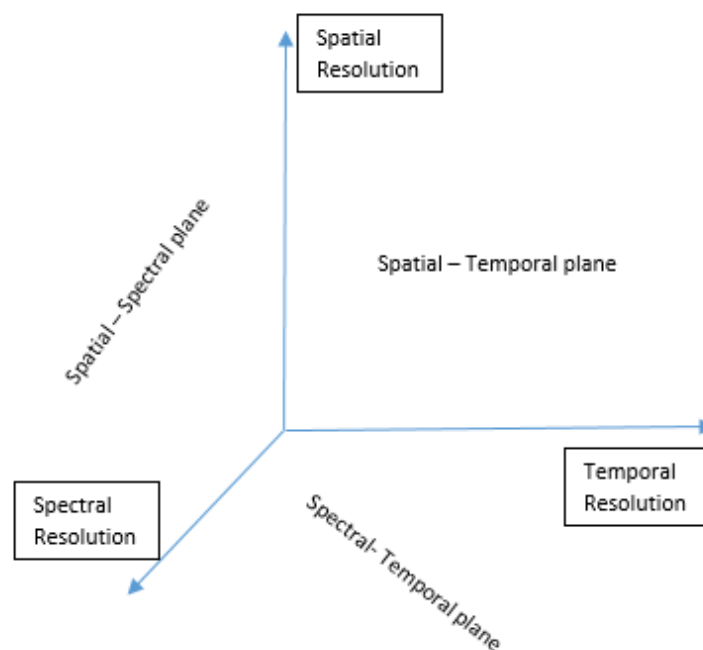 Spatial
Resolution
Spatial – Spectral plane
Spatial – Temporal plane
Temporal
Resolution
Spectral
Resolution
Spectral- Temporal plane